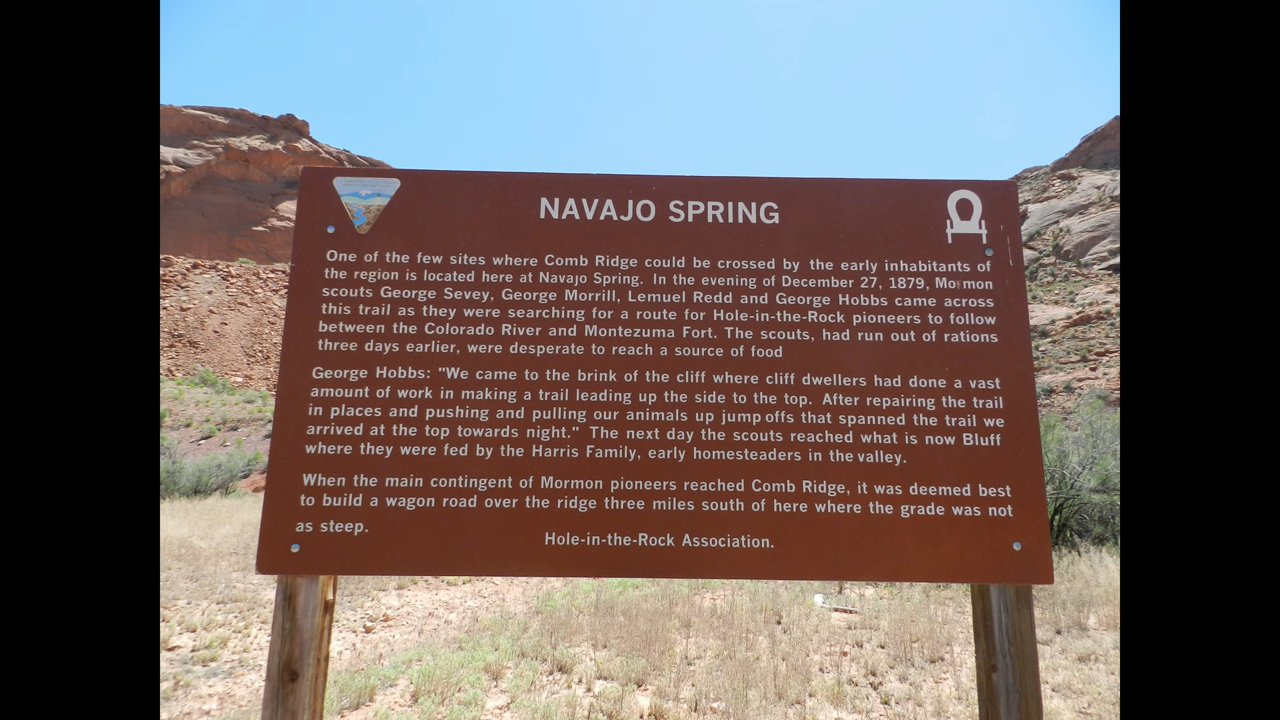 NAVAJO SPRING
One of the few sites where Comb Ridge could be crossed by the early inhabitants of
the region is located here at Navajo Spring. In the evening of December 27, 1879, Mormon
scouts George Sevey, George Morrill, Lemuel Redd and George Hobbs came across
this trail as they were searching for a route for Hole-in-the-Rock pioneers to follow
between the Colorado River and Montezuma Fort. The scouts, had run out of rations
three days earlier, were desperate to reach a source of food
George Hobbs: "We came to the brink of the cliff where cliff dwellers had done a vast
amount of work in making a trail leading up the side to the top. After repairing the trail
in places and pushing and pulling our animals up jump offs that spanned the trail we
arrived at the top towards night." The next day the scouts reached what is now Bluff
where they were fed by the Harris Family, early homesteaders in the valley.
When the main contingent of Mormon pioneers reached Comb Ridge, it was deemed best
to build a wagon road over the ridge three miles south of here where the grade was not
as steep.
Hole-in-the-Rock Association.